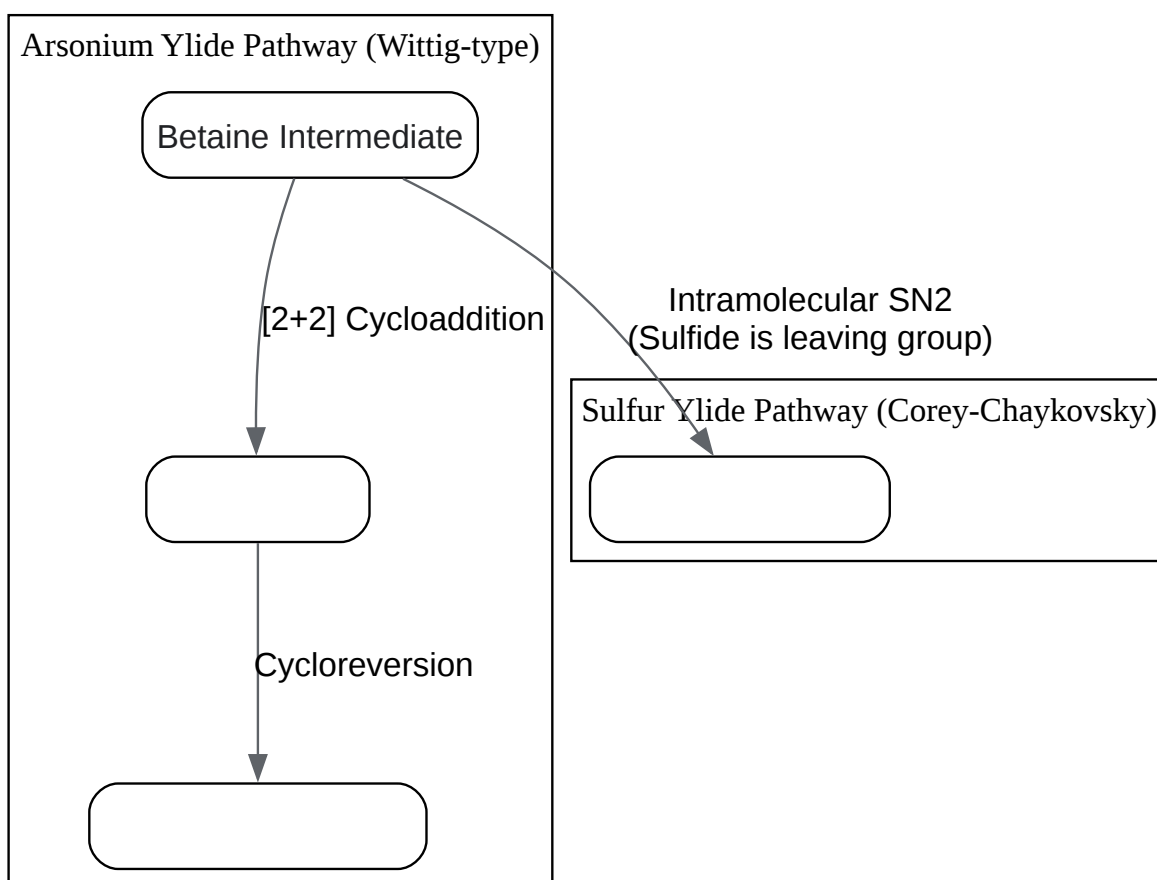 Arsonium Ylide Pathway (Wittig-type)
Betaine Intermediate
[2+2] Cycloaddition
Intramolecular SN2
(Sulfide is leaving group)
Sulfur Ylide Pathway (Corey-Chaykovsky)
Cycloreversion